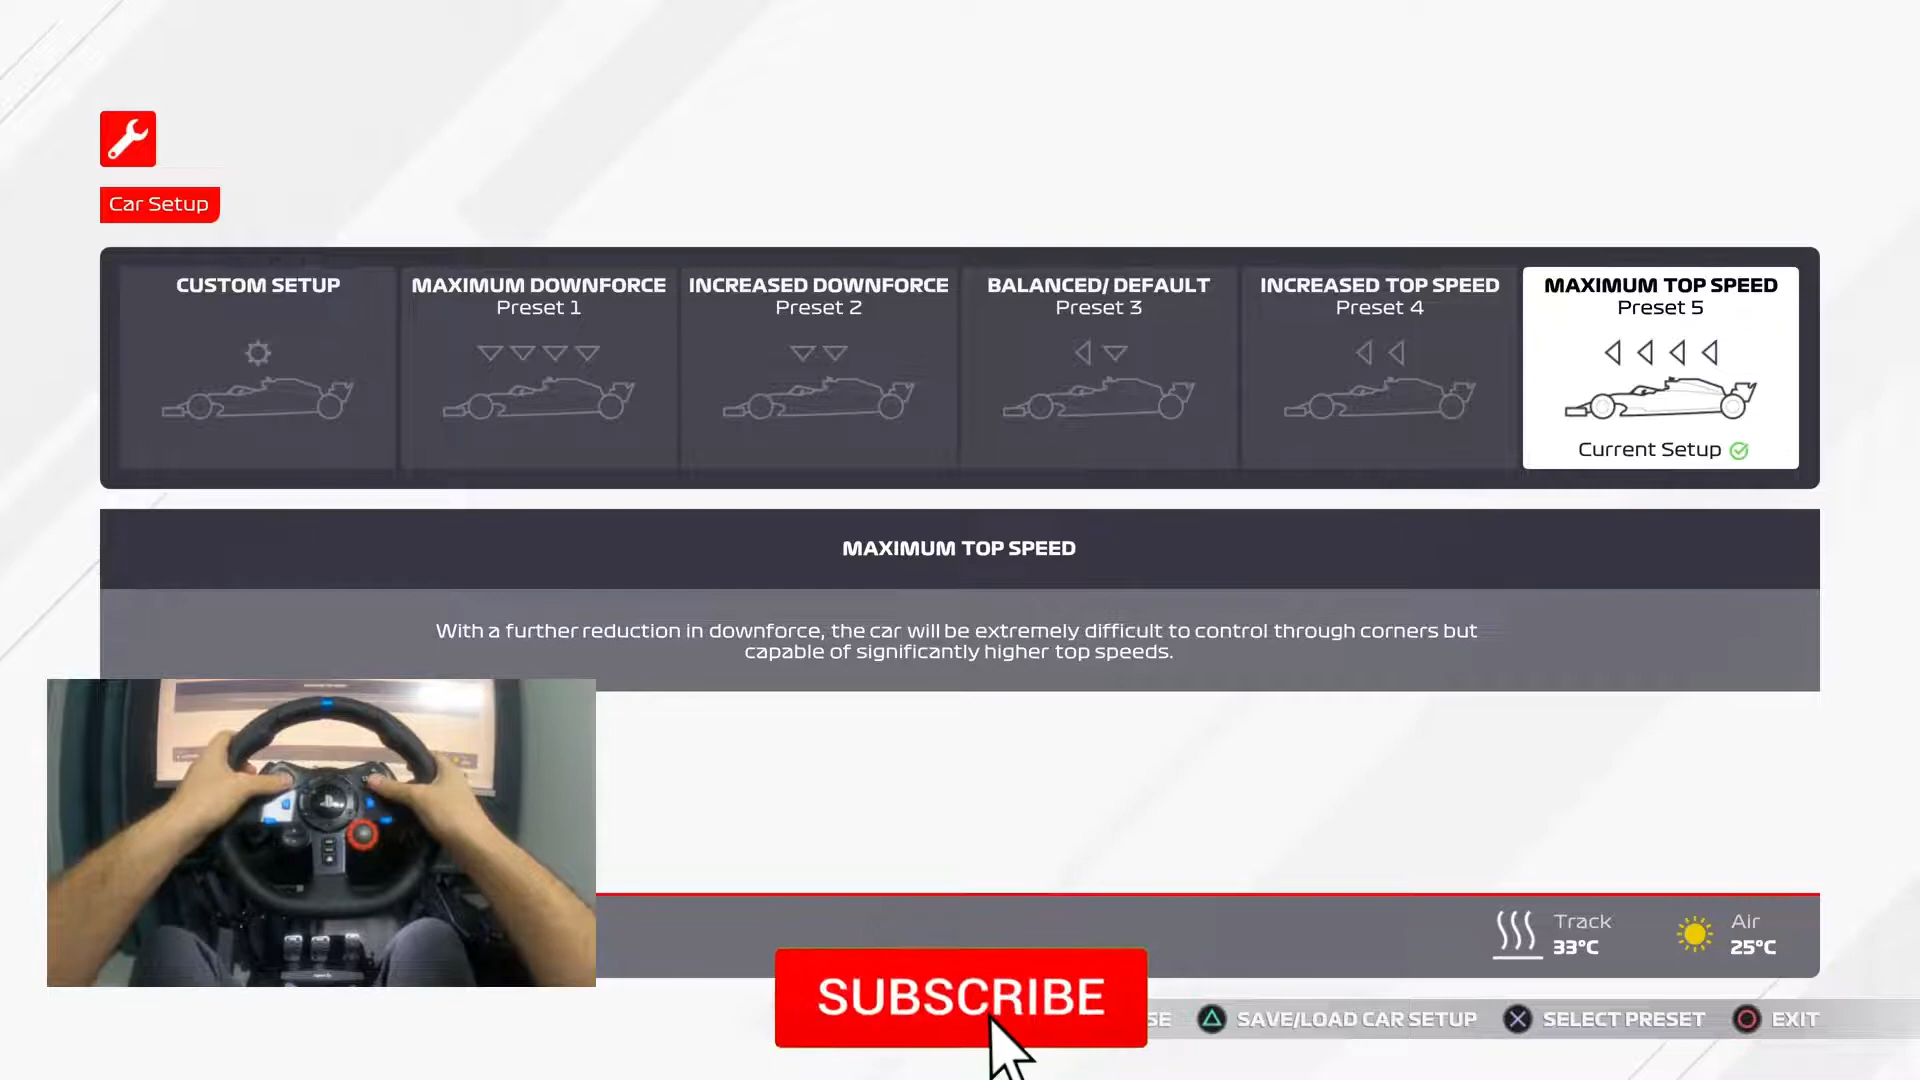 Car Setup
CUSTOM SETUP
MAXIMUM DOWNFORCE
Preset 1
INCREASED DOWNFORCE
Preset 2
BALANCED/ DEFAULT
Preset 3
INCREASED TOP SPEED
Preset 4
MAXIMUM TOP SPEED
Preset 5
Current Setup
MAXIMUM TOP SPEED
With a further reduction in downforce, the car will be extremely difficult to control through corners but
capable of significantly higher top speeds.
Track
33°C
Air
25°C
SUBSCRIBE
SE
SAVE/LOAD CAR SETUP
SELECT PRESET
EXIT